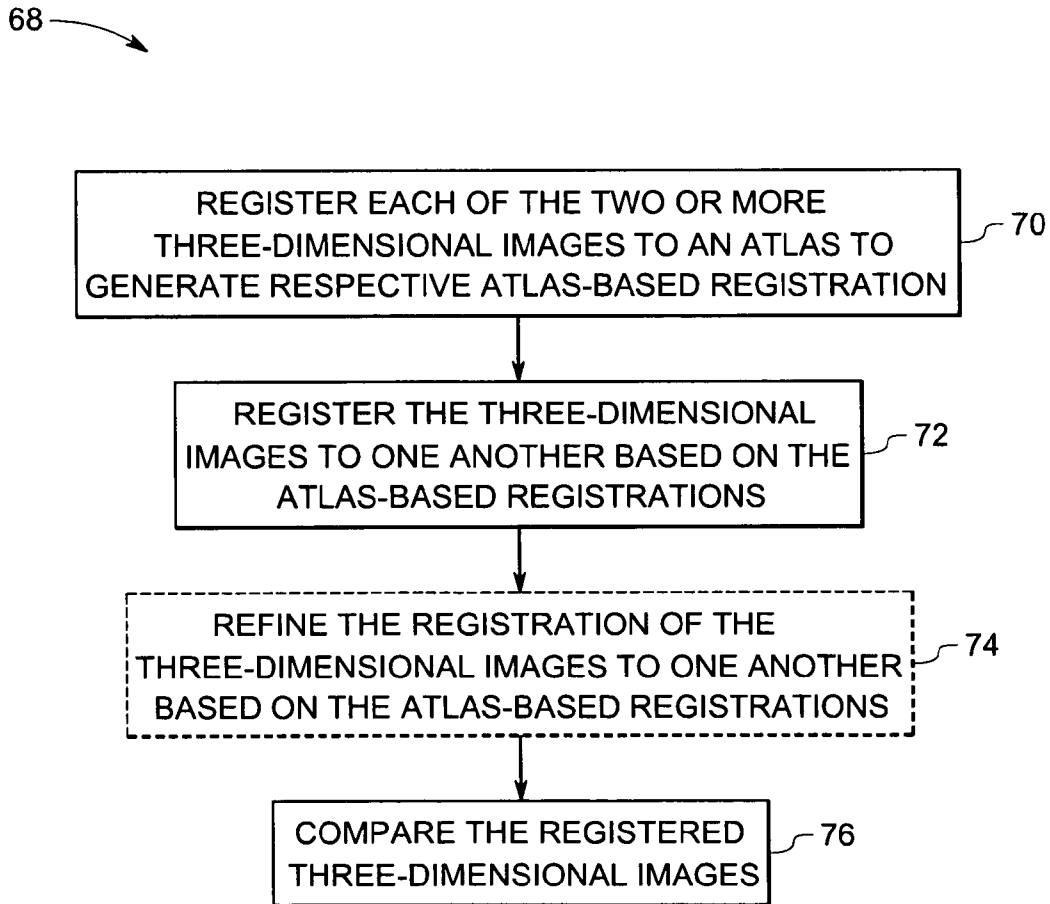 68
REGISTER EACH OF THE TWO OR MORE
THREE-DIMENSIONAL IMAGES TO AN ATLAS TO
GENERATE RESPECTIVE ATLAS-BASED REGISTRATION
70
REGISTER THE THREE-DIMENSIONAL
IMAGES TO ONE ANOTHER BASED ON THE
ATLAS-BASED REGISTRATIONS
72
REFINE THE REGISTRATION OF THE
THREE-DIMENSIONAL IMAGES TO ONE ANOTHER
BASED ON THE ATLAS-BASED REGISTRATIONS
74
COMPARE THE REGISTERED
THREE-DIMENSIONAL IMAGES
76